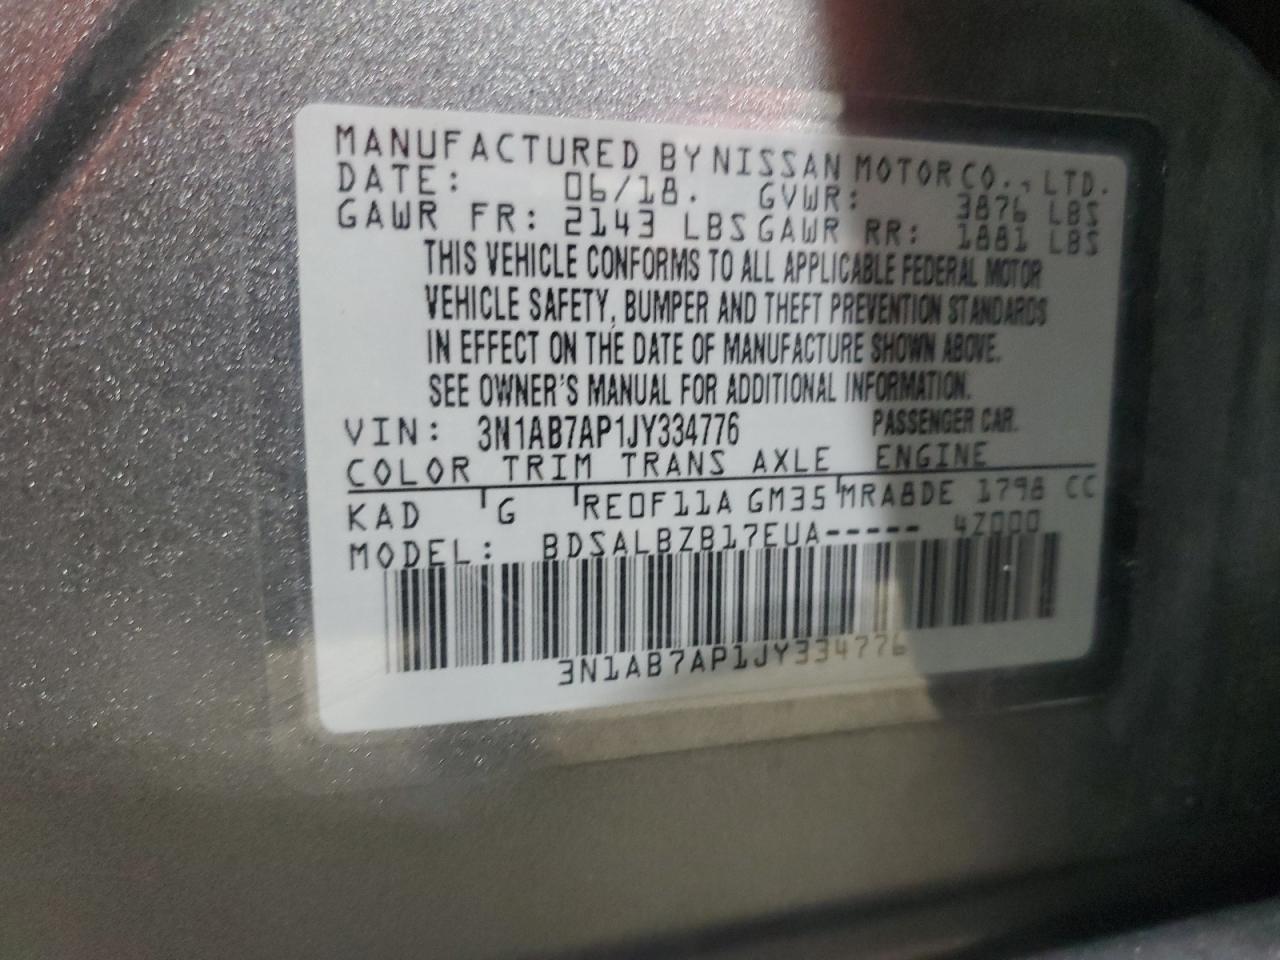 MANUFACTURED BY NISSAN MOTOR CO., LTD.
DATE: 06/18. GVWR: 3876 LBS
GAWR FR: 2143 LBS GAWR RR: 1881 LBS
THIS VEHICLE CONFORMS TO ALL APPLICABLE FEDERAL MOTOR
VEHICLE SAFETY, BUMPER AND THEFT PREVENTION STANDARDS
IN EFFECT ON THE DATE OF MANUFACTURE SHOWN ABOVE.
SEE OWNER'S MANUAL FOR ADDITIONAL INFORMATION.
VIN: 3N1AB7AP1JY334776 PASSENGER CAR.
COLOR TRIM TRANS AXLE ENGINE
KAD G RE0F11A GM35 MRA8DE 1798 CC
MODEL: BDSALBZB17EUA----- 4Z000
3N1AB7AP1JY334776